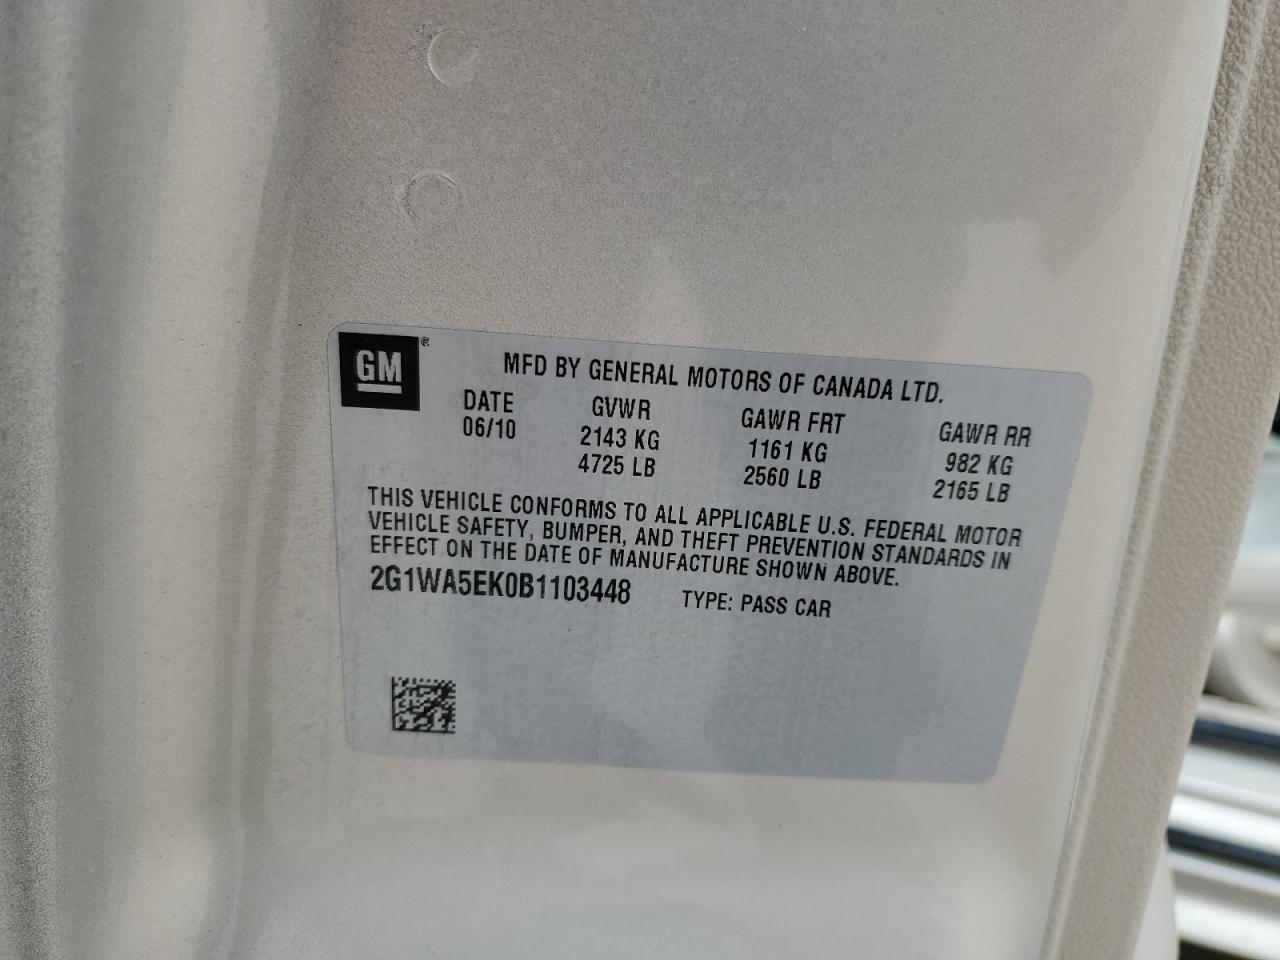 GM®
MFD BY GENERAL MOTORS OF CANADA LTD.
DATE GVWR GAWR FRT GAWR RR
06/10 2143 KG 1161 KG 982 KG
4725 LB 2560 LB 2165 LB
THIS VEHICLE CONFORMS TO ALL APPLICABLE U.S. FEDERAL MOTOR
VEHICLE SAFETY, BUMPER, AND THEFT PREVENTION STANDARDS IN
EFFECT ON THE DATE OF MANUFACTURE SHOWN ABOVE.
2G1WA5EK0B1103448 TYPE: PASS CAR